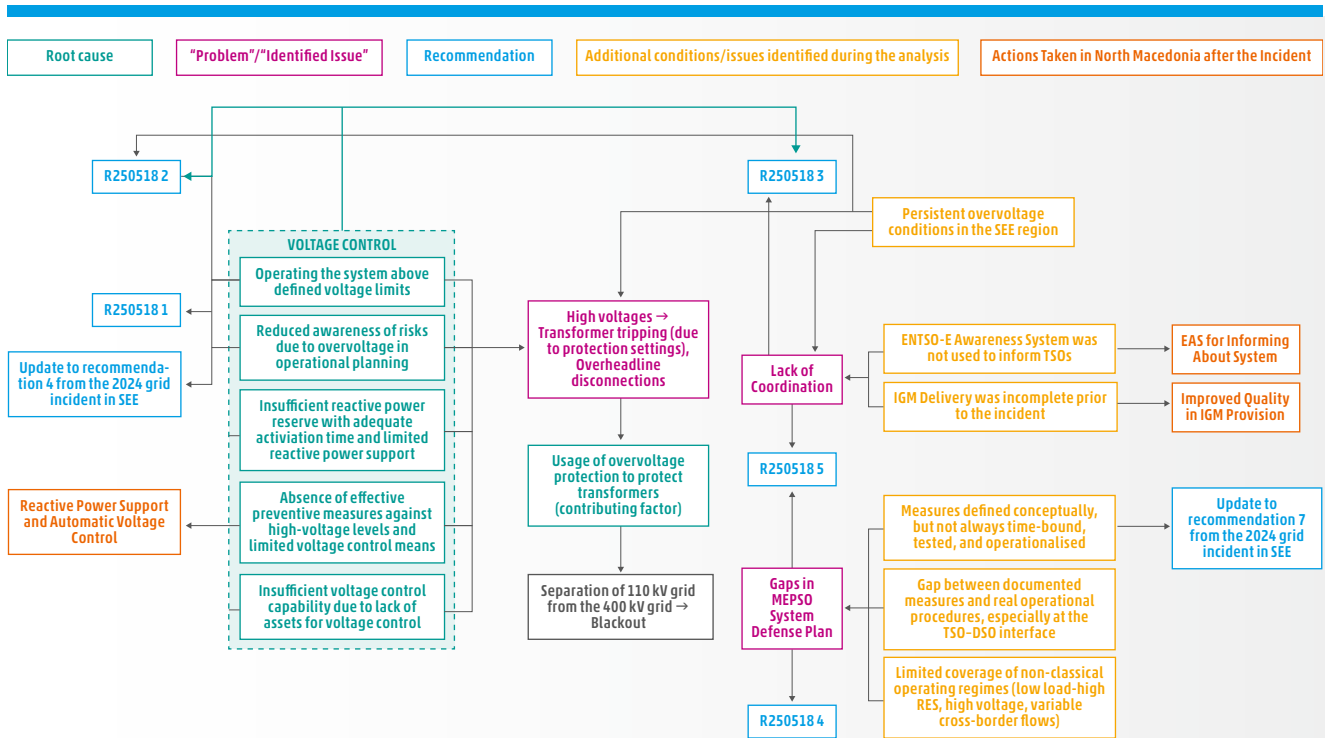 Root cause
“Problem”/“Identified Issue”
Recommendation
Additional conditions/issues identified during the analysis
Actions Taken in North Macedonia after the Incident
R250518 2
R250518 3
Persistent overvoltage
conditions in the SEE region
VOLTAGE CONTROL
Operating the system above
defined voltage limits
R250518 1
Reduced awareness of risks
due to overvoltage in
operational planning
Update to recommenda-
tion 4 from the 2024 grid
incident in SEE
Insufficient reactive power
reserve with adequate
activiation time and limited
reactive power support
Reactive Power Support
and Automatic Voltage
Control
Absence of effective
preventive measures against
high-voltage levels and
limited voltage control means
Insufficient voltage control
capability due to lack of
assets for voltage control
High voltages →
Transformer tripping (due
to protection settings),
Overheadline
disconnections
Usage of overvoltage
protection to protect
transformers
(contributing factor)
Separation of 110 kV grid
from the 400 kV grid →
Blackout
Lack of
Coordination
ENTSO-E Awareness System was
not used to inform TSOs
EAS for Informing
About System
IGM Delivery was incomplete prior
to the incident
Improved Quality
in IGM Provision
R250518 5
Gaps in
MEPSO
System
Defense Plan
Measures defined conceptually,
but not always time-bound,
tested, and operationalised
Update to
recommendation 7
from the 2024 grid
incident in SEE
Gap between documented
measures and real operational
procedures, especially at the
TSO-DSO interface
Limited coverage of non-classical
operating regimes (low load-high
RES, high voltage, variable
cross-border flows)
R250518 4